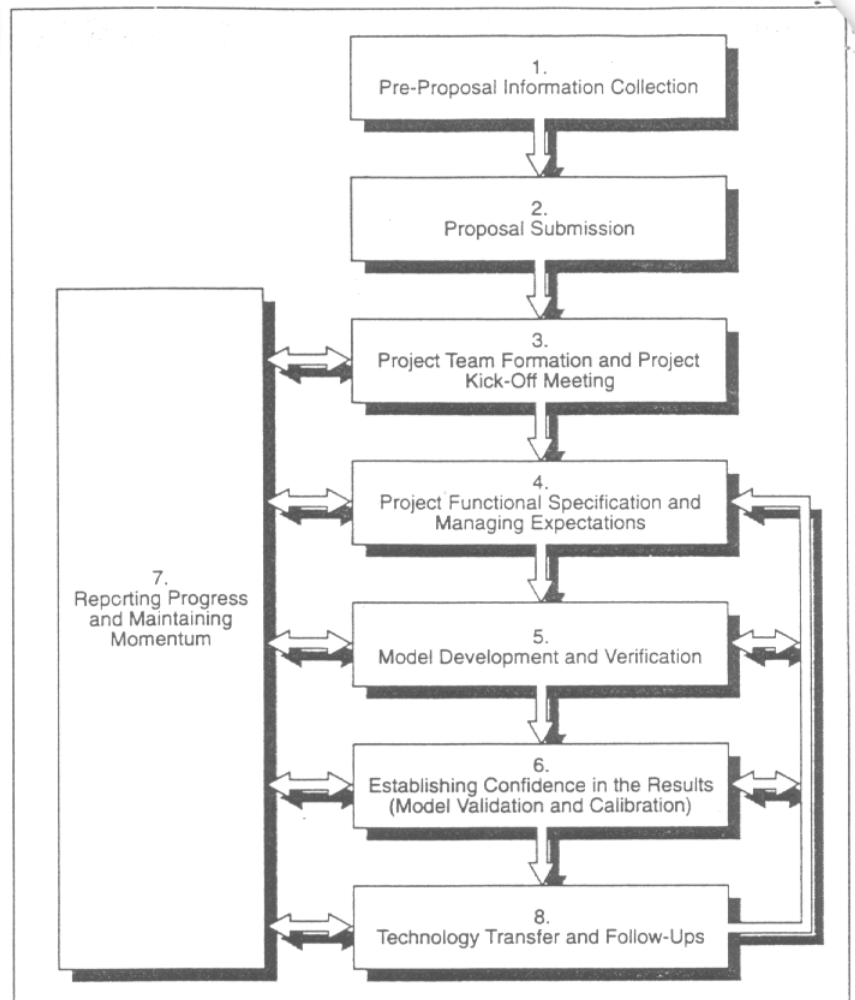 1.
Pre-Proposal Information Collection
2.
Proposal Submission
3.
Project Team Formation and Project
Kick-Off Meeting
4.
Project Functional Specification and
Managing Expectations
7.
Reporting Progress
and Maintaining
Momentum
5.
Model Development and Verification
6.
Establishing Confidence in the Results
(Model Validation and Calibration)
8.
Technology Transfer and Follow-Ups